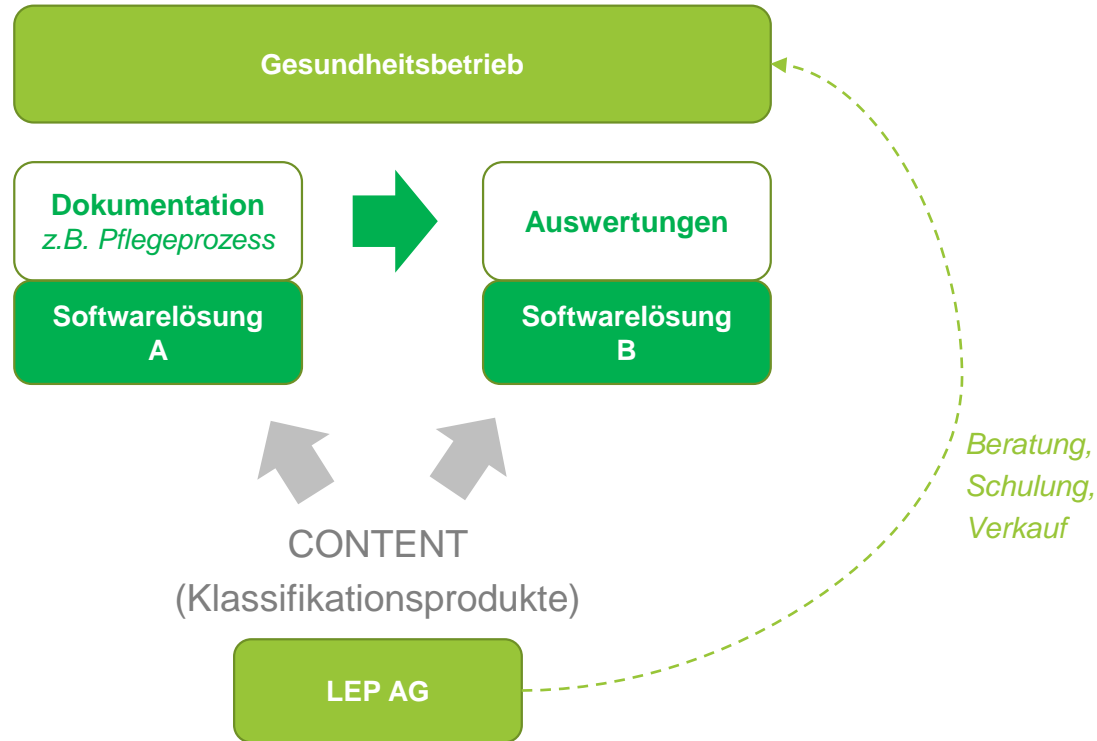 Gesundheitsbetrieb
Dokumentation
z.B. Pflegeprozess
Softwarelösung
A
Auswertungen
Softwarelösung
B
Beratung,
Schulung,
Verkauf
CONTENT
(Klassifikationsprodukte)
LEP AG